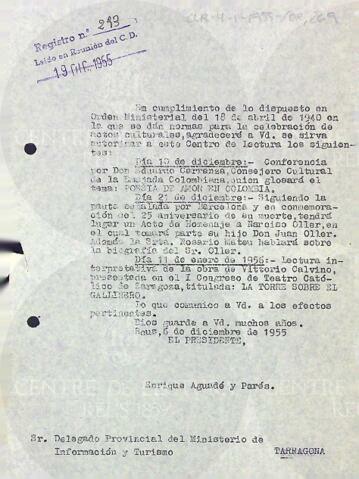 CLR-H-1-1955-
Registro n.º 293
Leído en Reunión del C.D.
19 DIC. 1955
En cumplimiento de lo dispuesto en
Orden Ministerial del 18 de abril de 1940 en
la que se dán normas para la celebración de
actos culturales, agradeceré a Vd. se sirva
autorizar a este Centro de Lectura los siguien-
tes:
Día 10 de diciembre:- Conferencia
por Don Eduardo Carranza, Consejero Cultural
de la Emajada Colombiana, quien glosará el
tema: POESIA DE AMOR EN COLOMBIA.
Día 21 de diciembre:- Siguiendo la
pauta señalada por Barcelona y en conmemora-
ción del 25 aniversario de su muerte, tendrá
lugar un Acto de Homenaje a Narciso Oller, en
el cual tomará parte su hijo Don Juan Oller.
Además la Srta. Rosario Mateu hablará sobre
la biografía del Sr. Oller.
Día 11 de enero de 1956:- Lectura in-
terpretativa de la obra de Vittorio Calvino,
presentada en el I Congreso de Teatro Cató-
lico de Zaragoza, titulada: LA TORRE SOBRE EL
GALLINERO.
Lo que comunico a Vd. a los efectos
pertinentes.
Dios guarde a Vd. muchos años.
Reus, 6 de diciembre de 1955
EL PRESIDENTE,
Enrique Aguadé y Parés.
Sr. Delegado Provincial del Ministerio de
Información y Turismo TARRAGONA